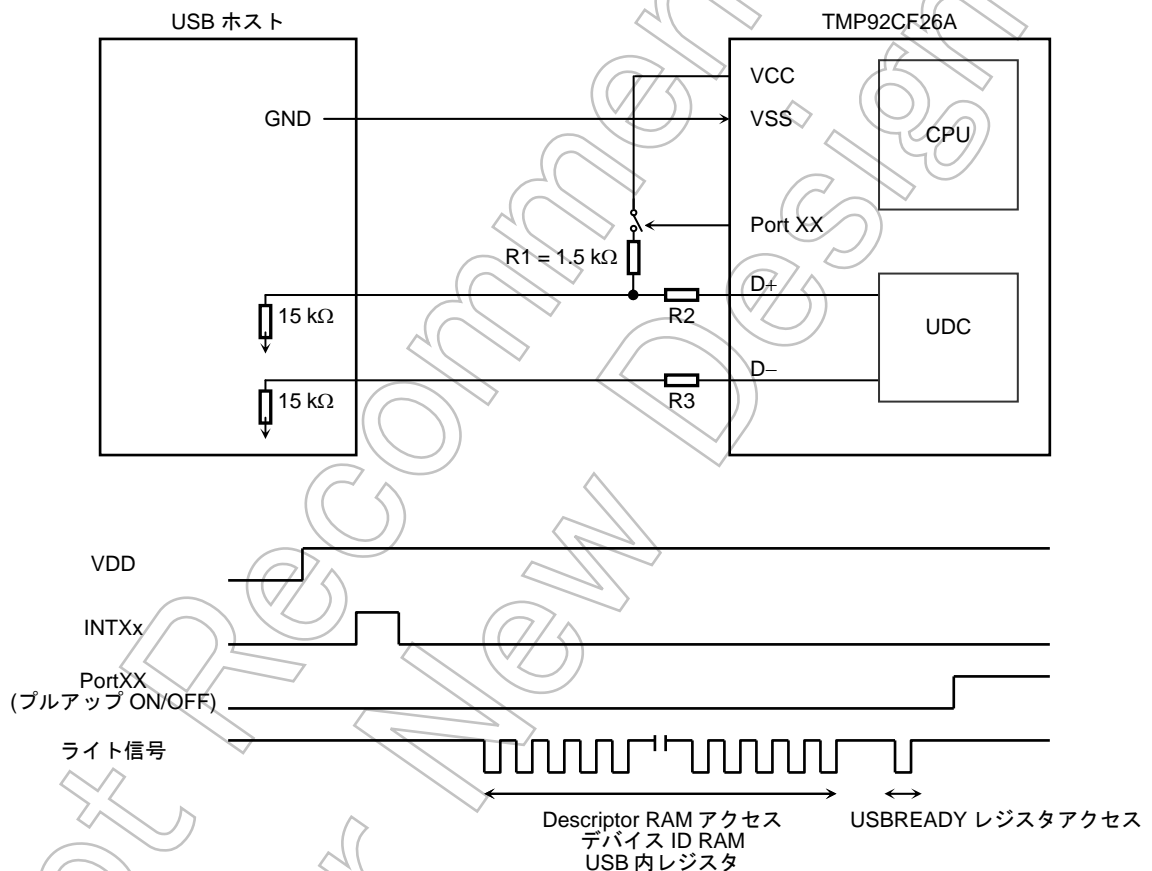 USB ホスト
TMP92CF26A
VCC
GND
VSS
CPU
Port XX
R1 = 1.5 kΩ
D+
15 kΩ
R2
UDC
D−
15 kΩ
R3
VDD
INTXx
PortXX
(プルアップ ON/OFF)
ライト信号
Descriptor RAM アクセス
デバイス ID RAM
USB 内レジスタ
USBREADY レジスタアクセス